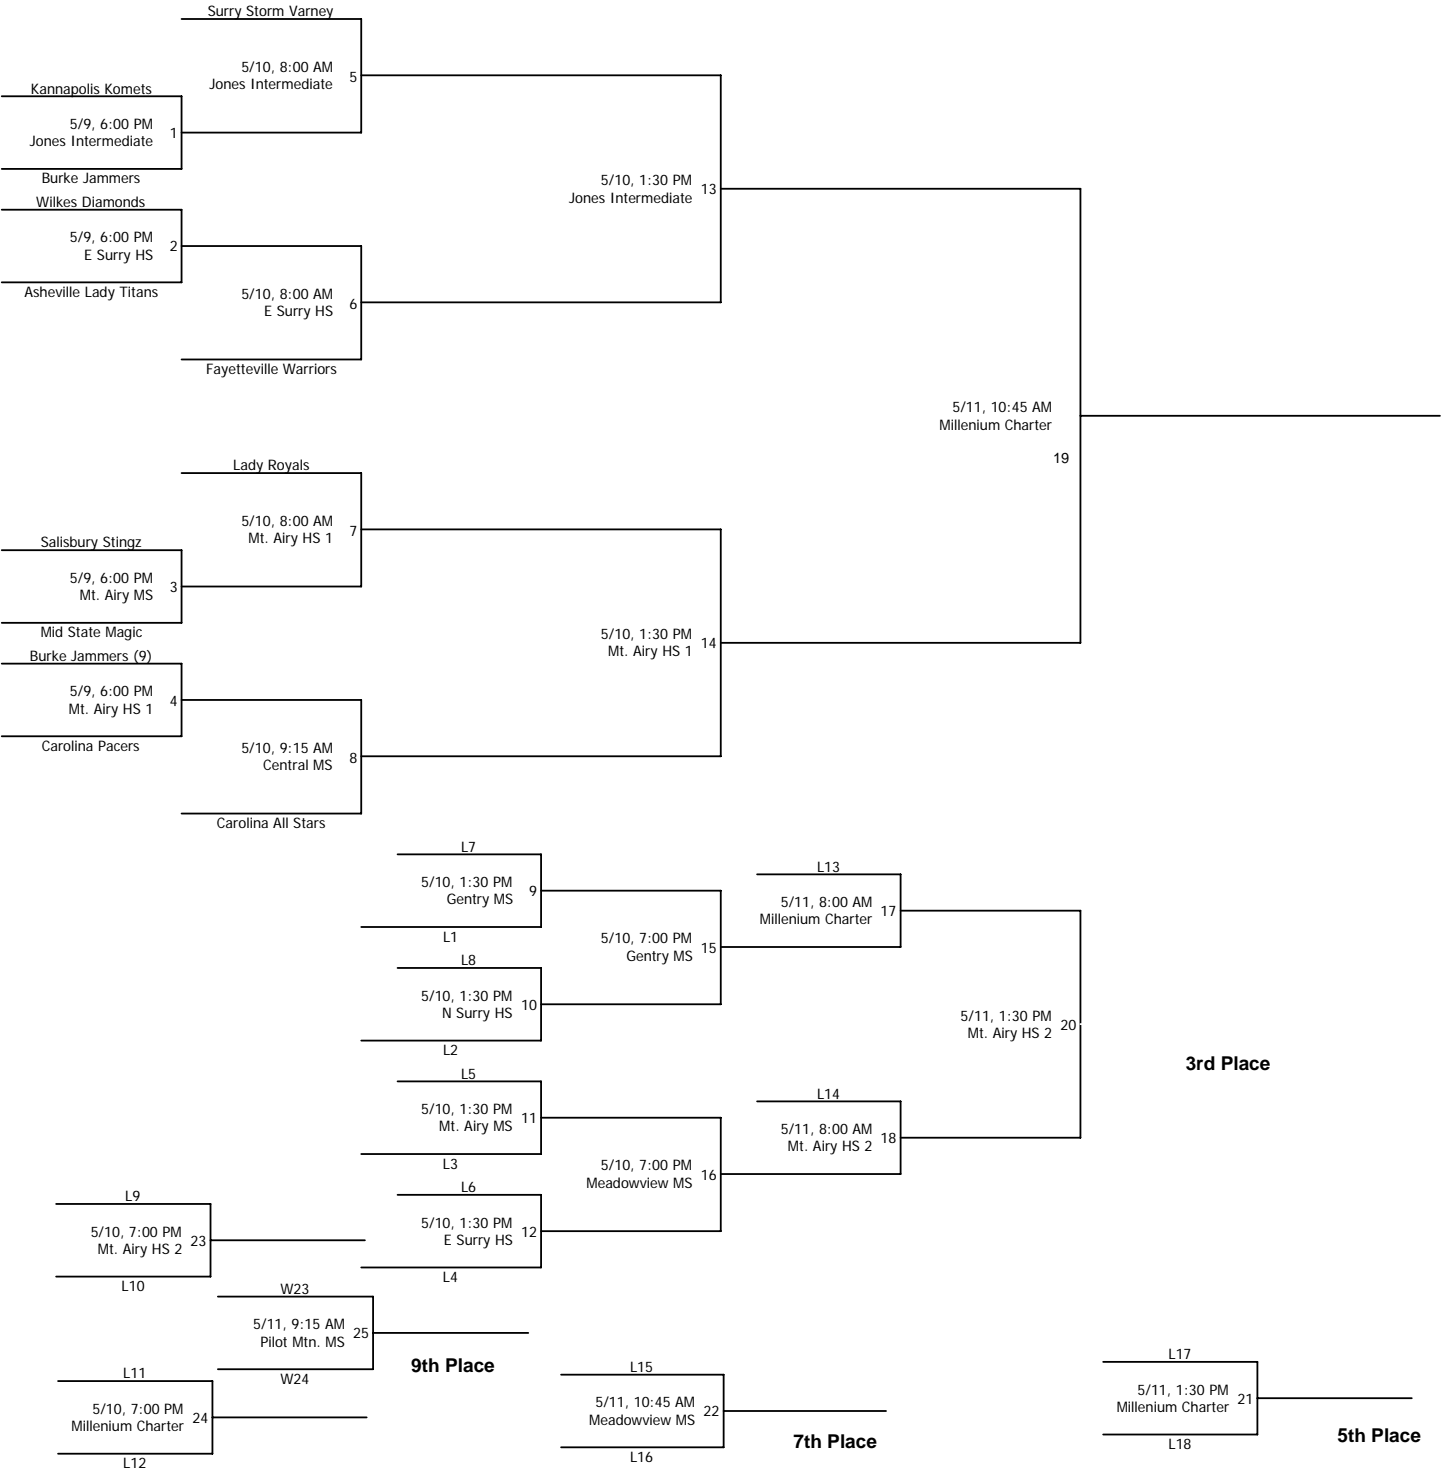 Surry Storm Varney
5/10, 8:00 AM
Jones Intermediate
5
Kannapolis Komets
5/9, 6:00 PM
Jones Intermediate
1
Burke Jammers
Wilkes Diamonds
5/9, 6:00 PM
E Surry HS
2
Asheville Lady Titans
5/10, 8:00 AM
E Surry HS
6
Fayetteville Warriors
5/10, 1:30 PM
Jones Intermediate
13
5/11, 10:45 AM
Millenium Charter
19
Lady Royals
5/10, 8:00 AM
Mt. Airy HS 1
7
Salisbury Stingz
5/9, 6:00 PM
Mt. Airy MS
3
Mid State Magic
Burke Jammers (9)
5/9, 6:00 PM
Mt. Airy HS 1
4
Carolina Pacers
5/10, 9:15 AM
Central MS
8
Carolina All Stars
5/10, 1:30 PM
Mt. Airy HS 1
14
L7
5/10, 1:30 PM
Gentry MS
9
L1
L8
5/10, 1:30 PM
N Surry HS
10
L2
5/10, 7:00 PM
Gentry MS
15
L13
5/11, 8:00 AM
Millenium Charter
17
L5
5/10, 1:30 PM
Mt. Airy MS
11
L3
L6
5/10, 1:30 PM
E Surry HS
12
L4
5/10, 7:00 PM
Meadowview MS
16
L14
5/11, 8:00 AM
Mt. Airy HS 2
18
5/11, 1:30 PM
Mt. Airy HS 2
20
3rd Place
L9
5/10, 7:00 PM
Mt. Airy HS 2
23
L10
W23
5/11, 9:15 AM
Pilot Mtn. MS
25
W24
9th Place
L11
5/10, 7:00 PM
Millenium Charter
24
L12
L15
5/11, 10:45 AM
Meadowview MS
22
L16
7th Place
L17
5/11, 1:30 PM
Millenium Charter
21
L18
5th Place